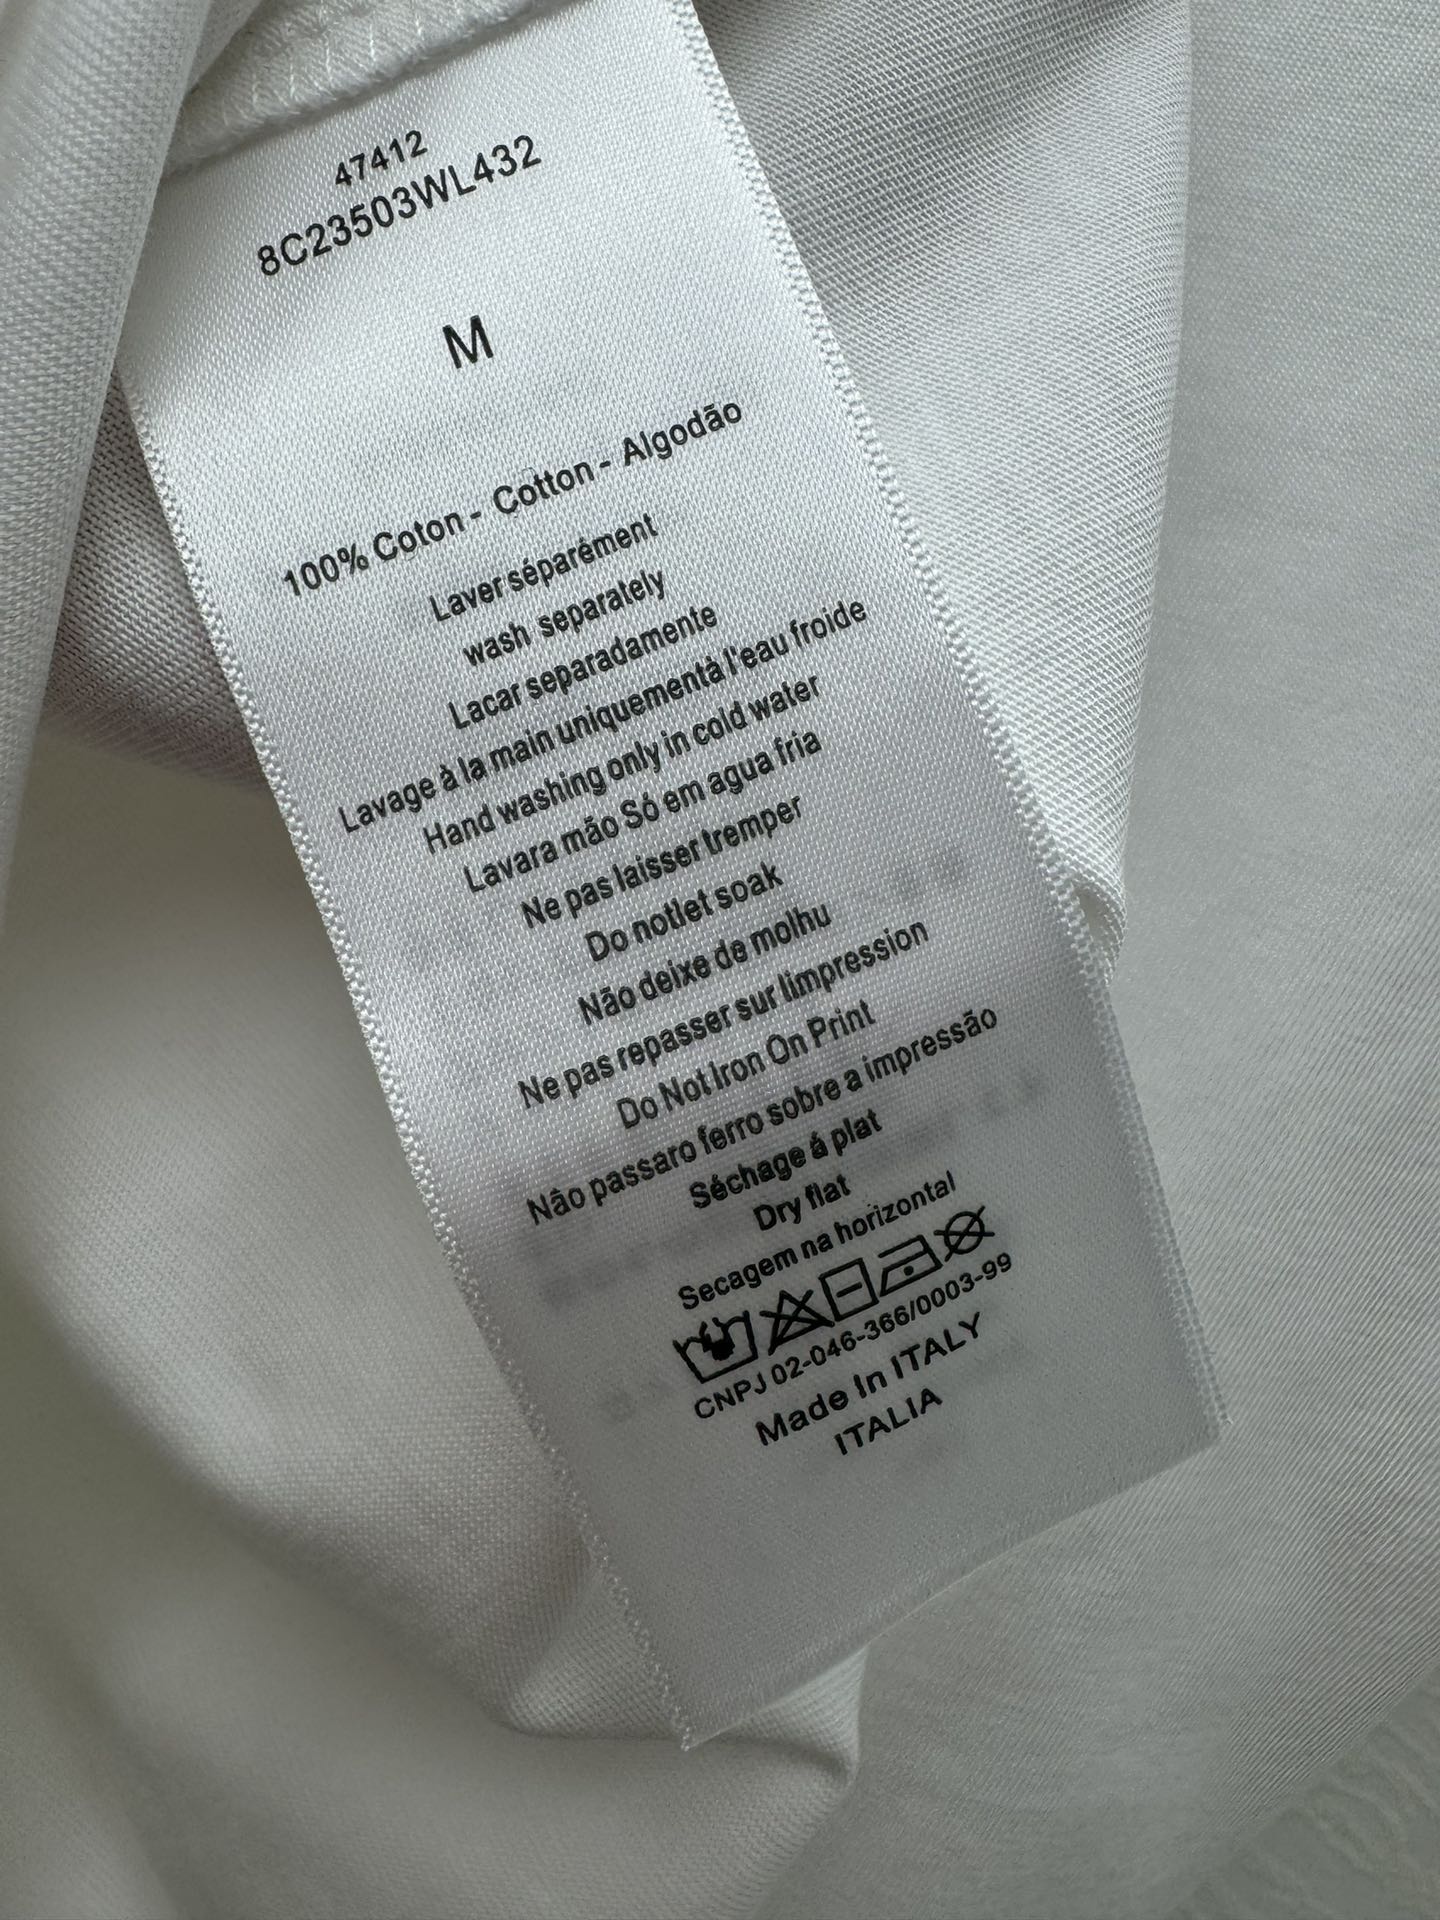 47412
8C23503WL432
M
100% Coton - Cotton - Algodão
Laver séparément
wash separately
Lacar separadamente
Lavage à la main uniquementà l'eau froide
Hand washing only in cold water
Lavara mão Só em agua fria
Ne pas laisser tremper
Do notlet soak
Não deixe de molhu
Ne pas repasser sur limpression
Do Not Iron On Print
Não passaro ferro sobre a impressão
Séchage á plat
Dry flat
Secagem na horizontal
CNPJ 02-046-366/0003-99
Made In ITALY
ITALIA